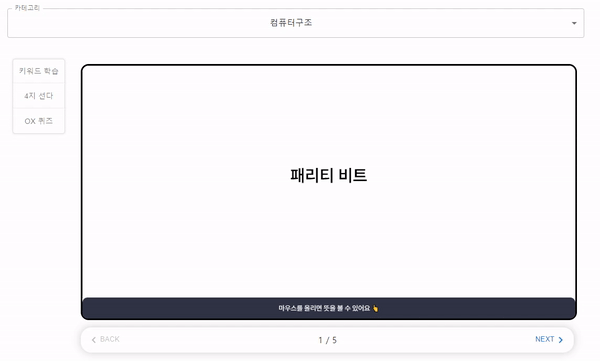 카테고리
컴퓨터구조
키워드 학습
4지 선다
OX 퀴즈
패리티 비트
마우스를 올리면 뜻을 볼 수 있어요 👆
BACK
1 / 5
NEXT